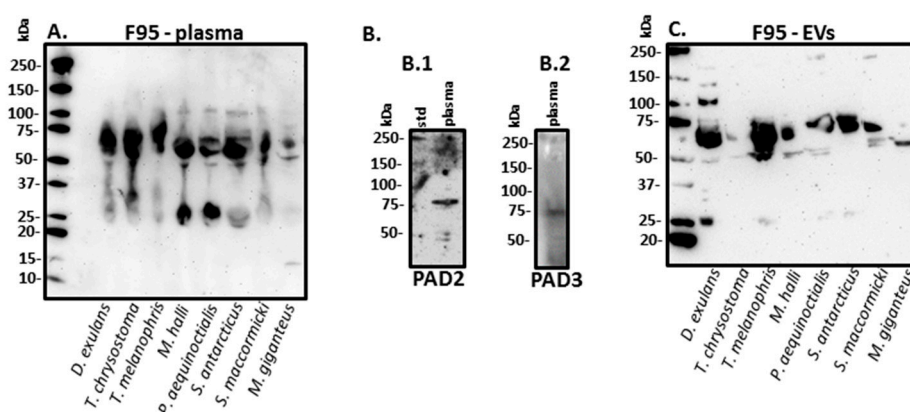 A.
F95 - plasma
kDa
250-
150-
100-
75-
50-
37-
25-
20-
15-
10-
D. exulans
T. chrysostoma
T. melanophris
M. halli
P. aequinoctialis
S. antarcticus
S. maccormicki
M. giganteus
B.
B.1
kDa
std
plasma
250-
150-
100-
75-
50-
PAD2
B.2
kDa
plasma
250-
150-
100-
75-
50-
PAD3
C.
F95 - EVs
kDa
250-
150-
100-
75-
50-
37-
25-
20-
D. exulans
T. chrysostoma
T. melanophris
M. halli
P. aequinoctialis
S. antarcticus
S. maccormicki
M. giganteus